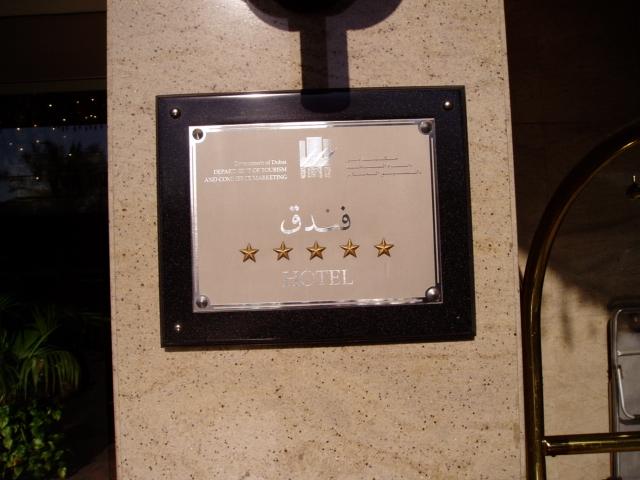 Government of Dubai
DEPARTMENT OF TOURISM
AND COMMERCE MARKETING
فندق
HOTEL